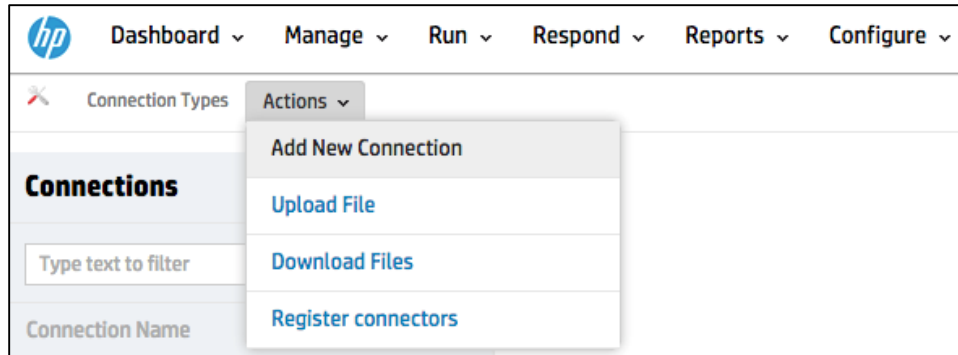 hp Dashboard Manage Run Respond Reports Configure
Connection Types Actions
Add New Connection
Connections
Upload File
Type text to filter
Download Files
Register connectors
Connection Name